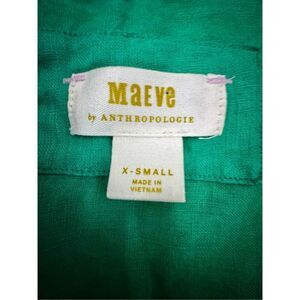 Maeve
by ANTHROPOLOGIE
X-SMALL
MADE IN
VIETNAM